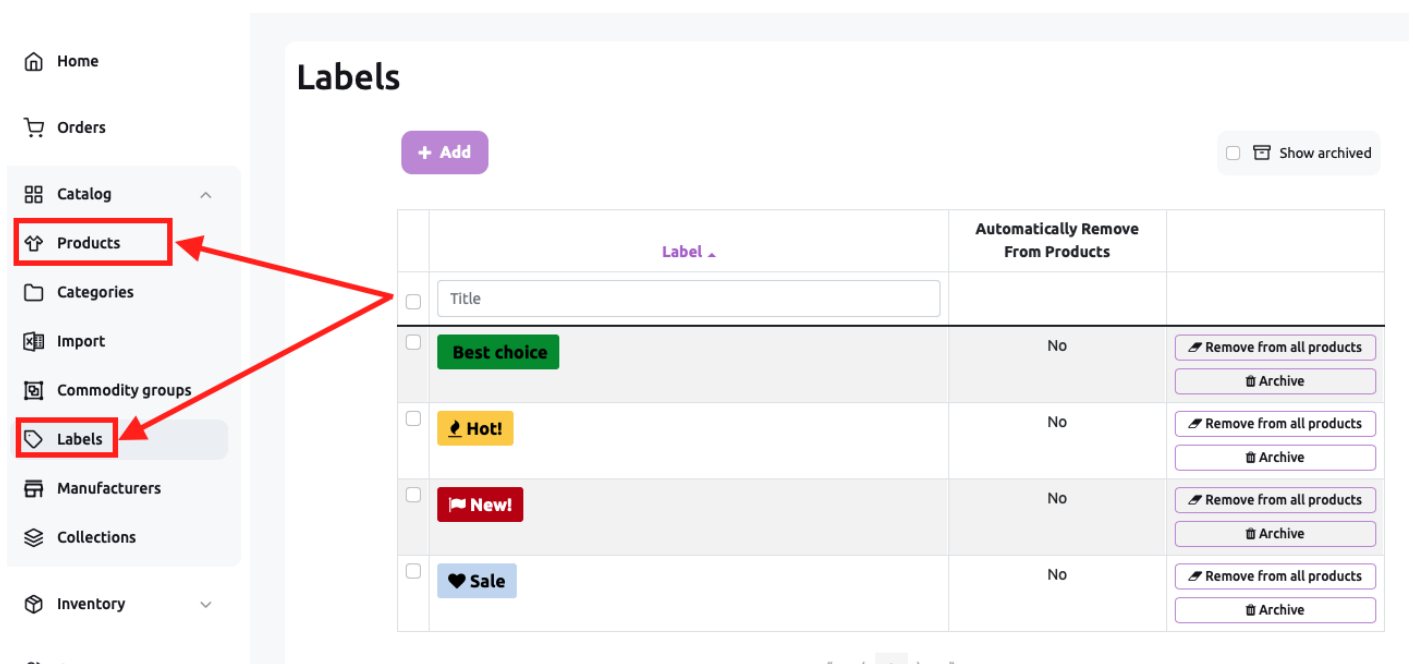 Home
Orders
Catalog
Products
Categories
Import
Commodity groups
Labels
Manufacturers
Collections
Inventory
Labels
+ Add
Show archived
Label
Automatically Remove
From Products
Title
Best choice
No
Remove from all products
Archive
Hot!
No
Remove from all products
Archive
New!
No
Remove from all products
Archive
Sale
No
Remove from all products
Archive